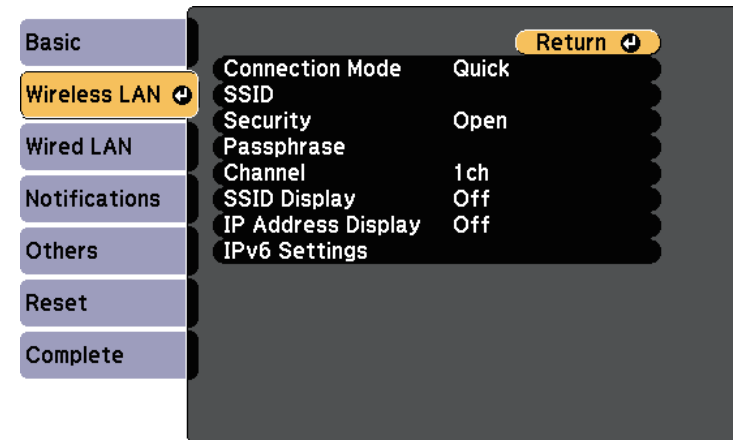 Basic
Wireless LAN
Wired LAN
Notifications
Others
Reset
Complete
Return
Connection Mode Quick
SSID
Security Open
Passphrase
Channel 1ch
SSID Display Off
IP Address Display Off
IPv6 Settings